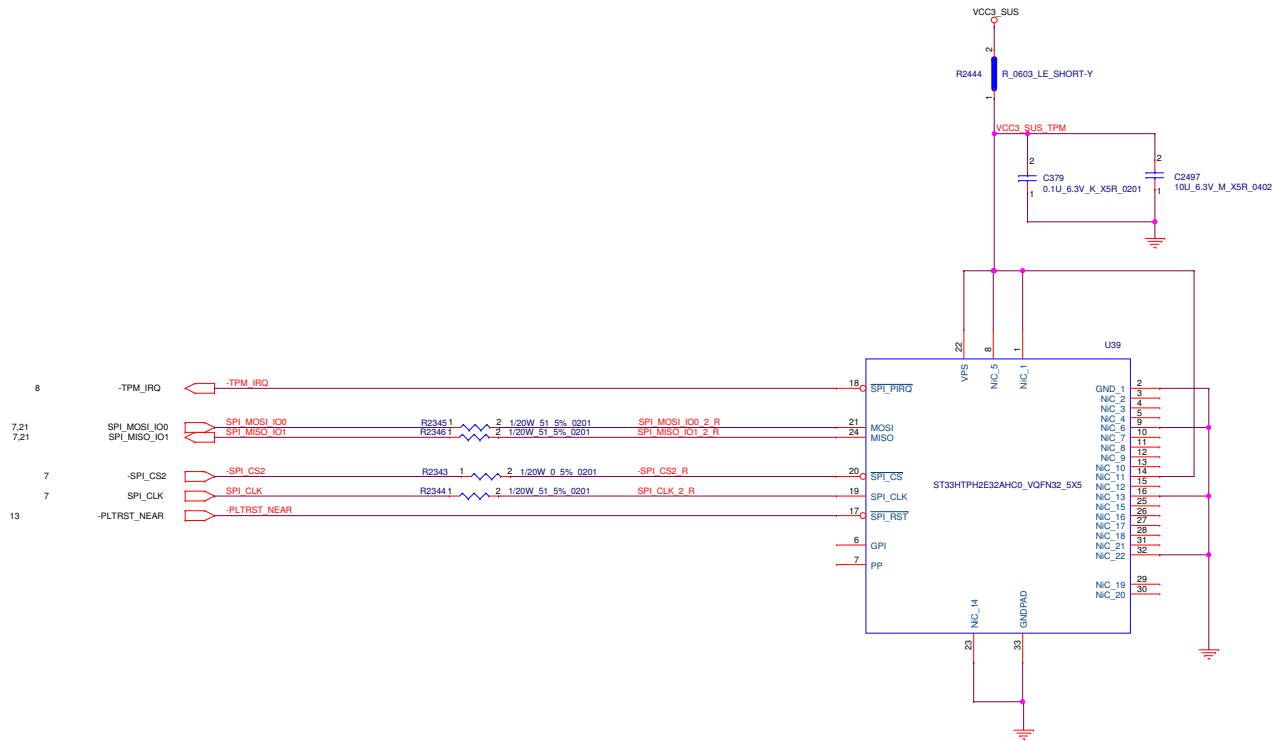 VCC3_SUS
2
R2444
R_0603_LE_SHORT-Y
1
VCC3_SUS_TPM
2
C379
0.1U_6.3V_K_X5R_0201
1
2
C2497
10U_6.3V_M_X5R_0402
1
U39
22
8
1
VPS
NiC_5
NiC_1
8
-TPM_IRQ
-TPM_IRQ
18
SPI_PIRQ
7,21
SPI_MOSI_IO0
SPI_MOSI_IO0
R2345 1
2
1/20W_51_5%_0201
SPI_MOSI_IO0_2_R
21
MOSI
7,21
SPI_MISO_IO1
SPI_MISO_IO1
R2346 1
2
1/20W_51_5%_0201
SPI_MISO_IO1_2_R
24
MISO
7
-SPI_CS2
-SPI_CS2
R2343
1
2
1/20W_0_5%_0201
-SPI_CS2_R
20
SPI_CS
7
SPI_CLK
SPI_CLK
R2344 1
2
1/20W_51_5%_0201
SPI_CLK_2_R
19
SPI_CLK
13
-PLTRST_NEAR
-PLTRST_NEAR
17
SPI_RST
6
GPI
7
PP
ST33HTPH2E32AHC0_VQFN32_5X5
GND_1 2
NiC_2 3
NiC_3 4
NiC_4 5
NiC_6 9
NiC_7 10
NiC_8 11
NiC_9 12
NiC_10 13
NiC_11 14
NiC_12 15
NiC_13 16
NiC_15 25
NiC_16 26
NiC_17 27
NiC_18 28
NiC_21 31
NiC_22 32
NiC_19 29
NiC_20 30
NiC_14
GNDPAD
23
33